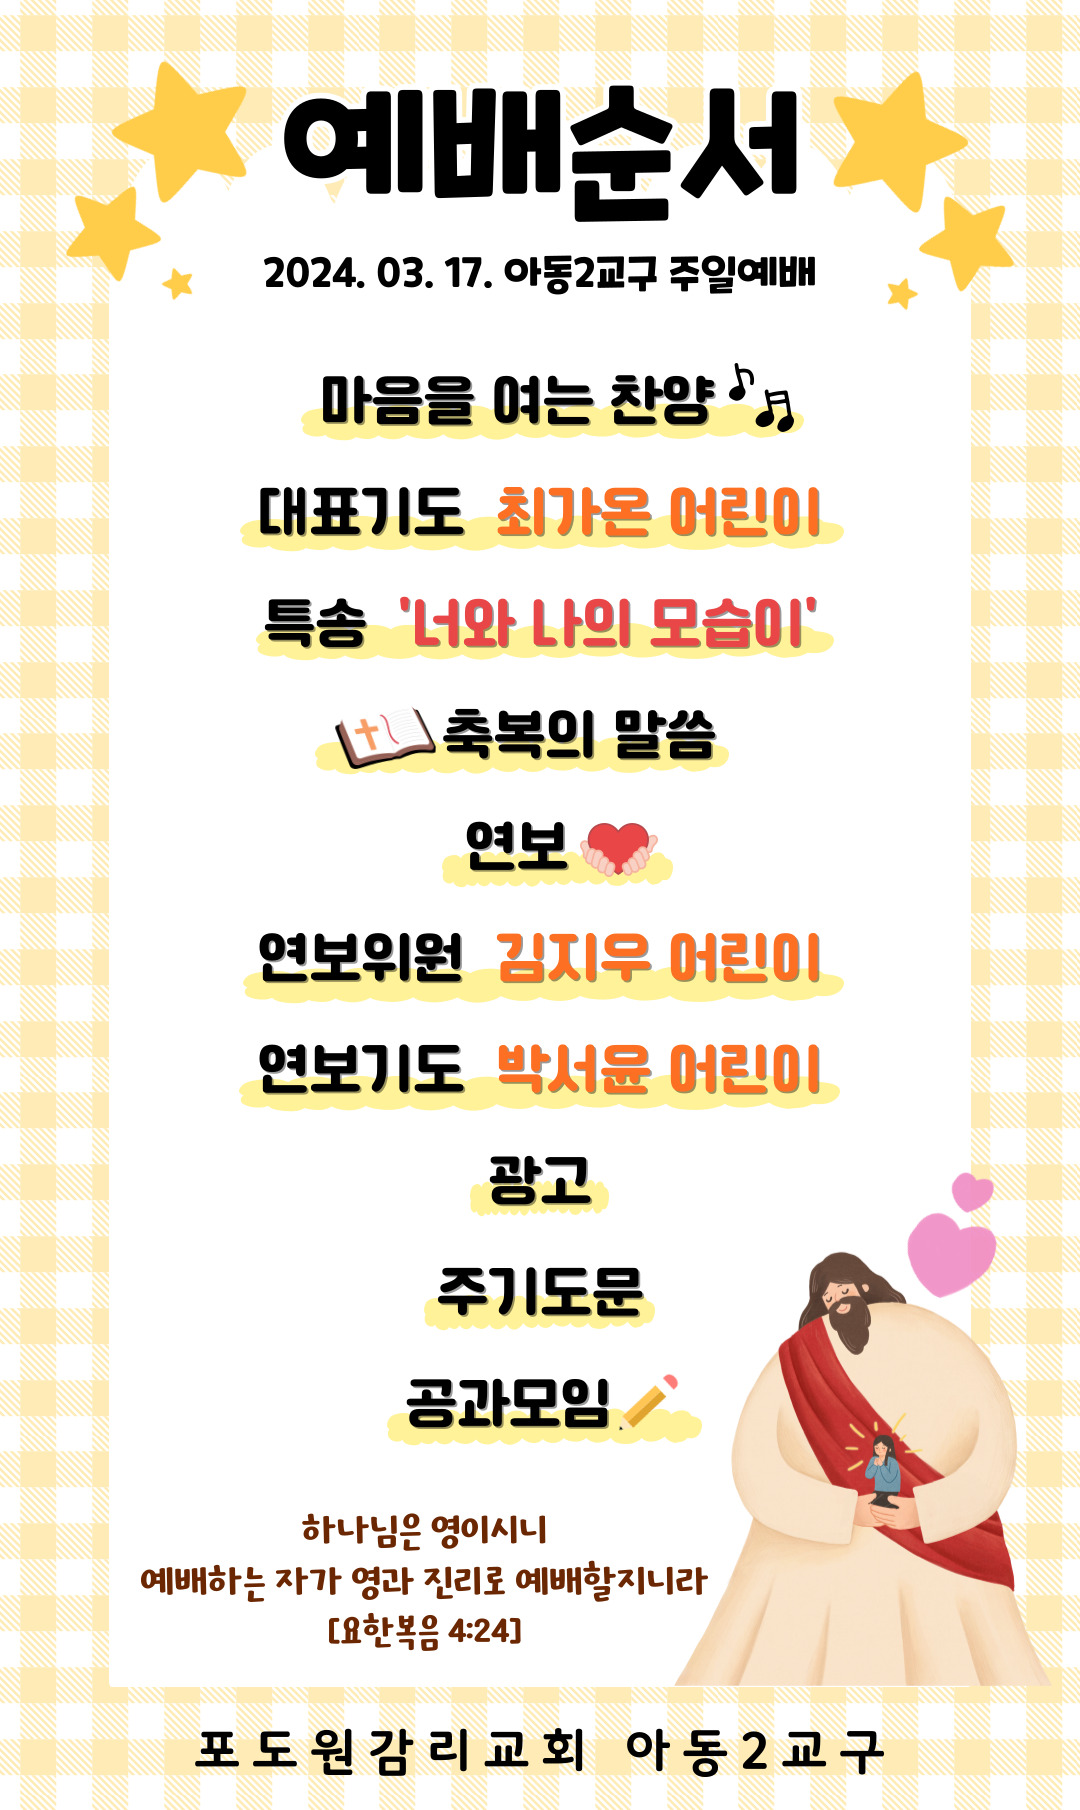 예배순서
2024. 03. 17. 아동2교구 주일예배
마음을 여는 찬양
대표기도 최가온 어린이
특송 '너와 나의 모습이'
축복의 말씀
연보
연보위원 김지우 어린이
연보기도 박서윤 어린이
광고
주기도문
공과모임
하나님은 영이시니
예배하는 자가 영과 진리로 예배할지니라
[요한복음 4:24]
포도원감리교회 아동2교구